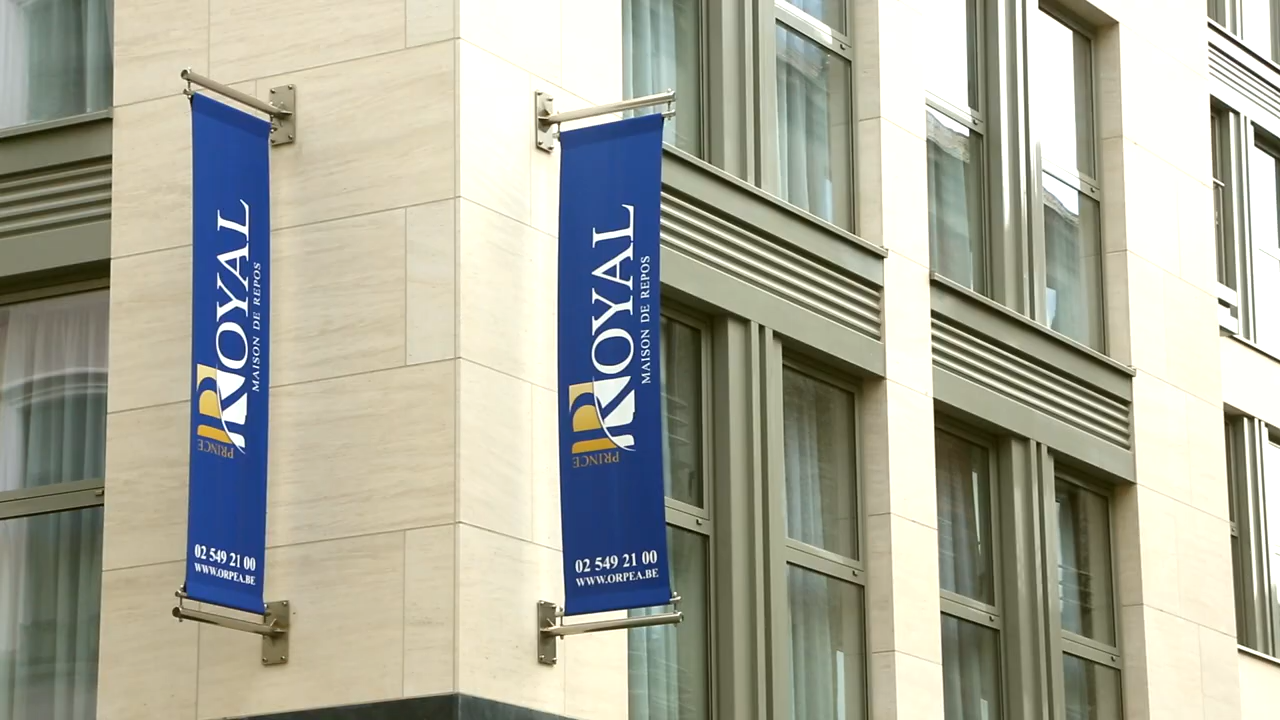 PRINCE
ROYAL
MAISON DE REPOS
02 549 21 00
WWW.ORPEA.BE
PRINCE
ROYAL
MAISON DE REPOS
02 549 21 00
WWW.ORPEA.BE